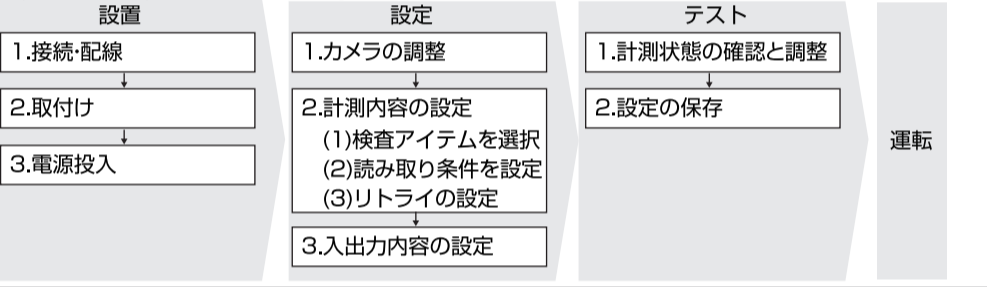 設置
1.接続・配線
2.取付け
3.電源投入
設定
1.カメラの調整
2.計測内容の設定
(1)検査アイテムを選択
(2)読み取り条件を設定
(3)リトライの設定
3.入出力内容の設定
テスト
1.計測状態の確認と調整
2.設定の保存
運転